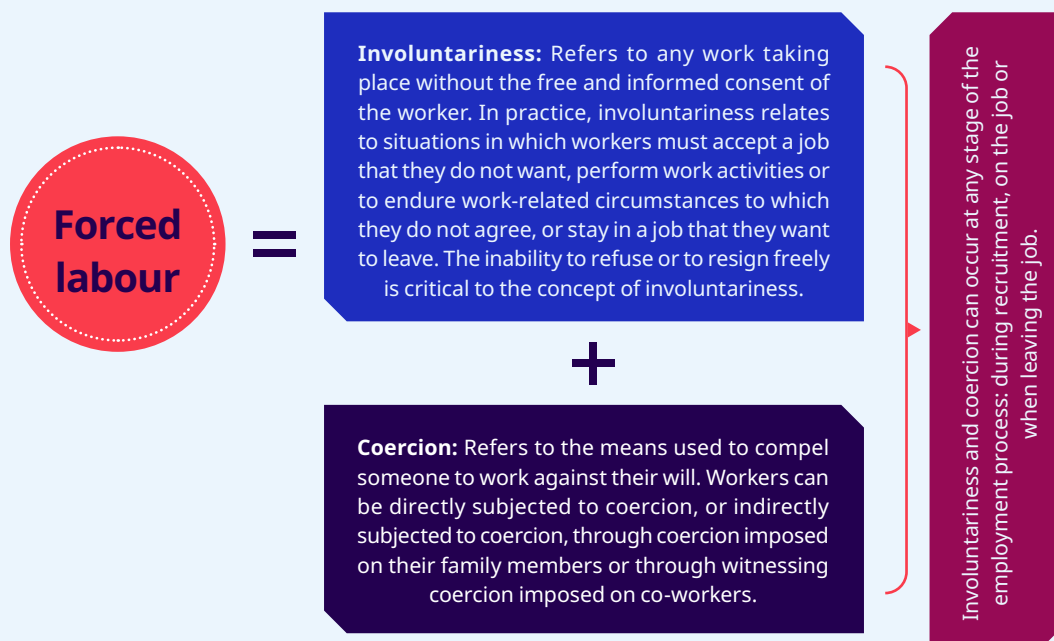 Forced
labour
=
Involuntariness: Refers to any work taking
place without the free and informed consent of
the worker. In practice, involuntariness relates
to situations in which workers must accept a job
that they do not want, perform work activities or
to endure work-related circumstances to which
they do not agree, or stay in a job that they want
to leave. The inability to refuse or to resign freely
is critical to the concept of involuntariness.
+
Coercion: Refers to the means used to compel
someone to work against their will. Workers can
be directly subjected to coercion, or indirectly
subjected to coercion, through coercion imposed
on their family members or through witnessing
coercion imposed on co-workers.
Involuntariness and coercion can occur at any stage of the
employment process: during recruitment, on the job or
when leaving the job.